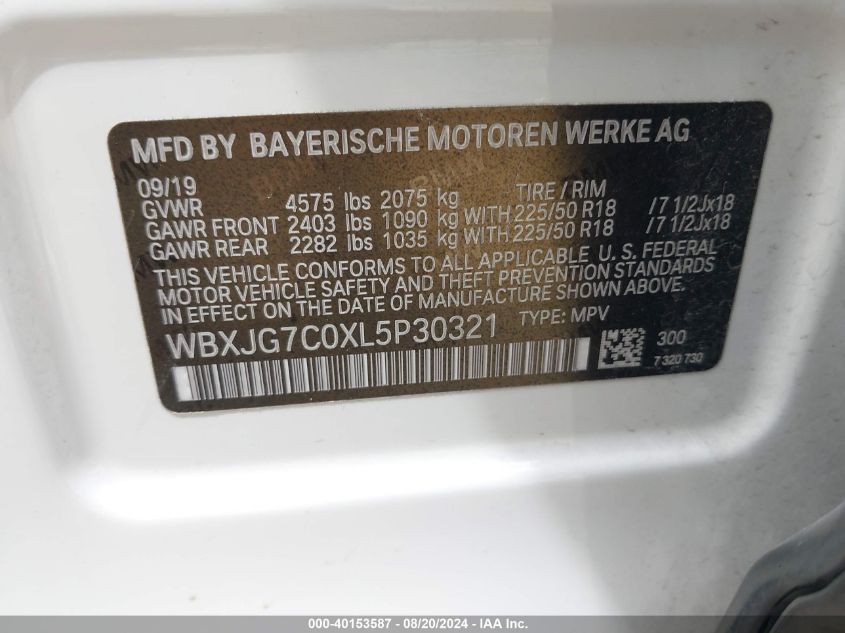 MFD BY BAYERISCHE MOTOREN WERKE AG
09/19 TIRE / RIM
GVWR 4575 lbs 2075 kg
GAWR FRONT 2403 lbs 1090 kg WITH 225/50 R18 /7 1/2Jx18
GAWR REAR 2282 lbs 1035 kg WITH 225/50 R18 /7 1/2Jx18
THIS VEHICLE CONFORMS TO ALL APPLICABLE U. S. FEDERAL
MOTOR VEHICLE SAFETY AND THEFT PREVENTION STANDARDS
IN EFFECT ON THE DATE OF MANUFACTURE SHOWN ABOVE.
WBXJG7C0XL5P30321 TYPE: MPV
300
7 320 730
000-40153587 - 08/20/2024 - IAA Inc.